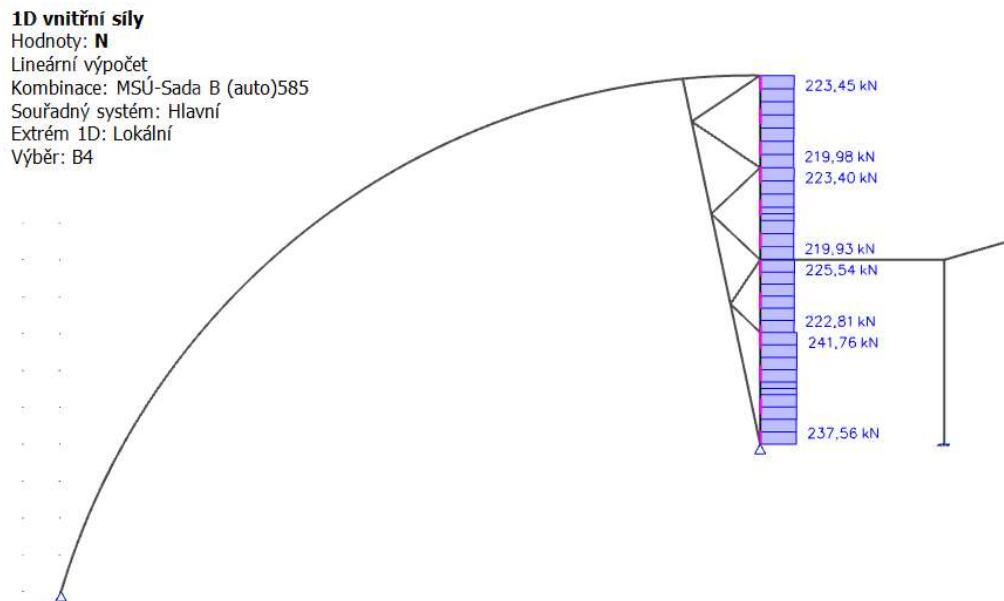 1D vnitřní síly
Hodnoty: N
Lineární výpočet
Kombinace: MSÚ-Sada B (auto)585
Souřadný systém: Hlavní
Extrém 1D: Lokální
Výběr: B4
223,45 kN
219,98 kN
223,40 kN
219,93 kN
225,54 kN
222,81 kN
241,76 kN
237,56 kN